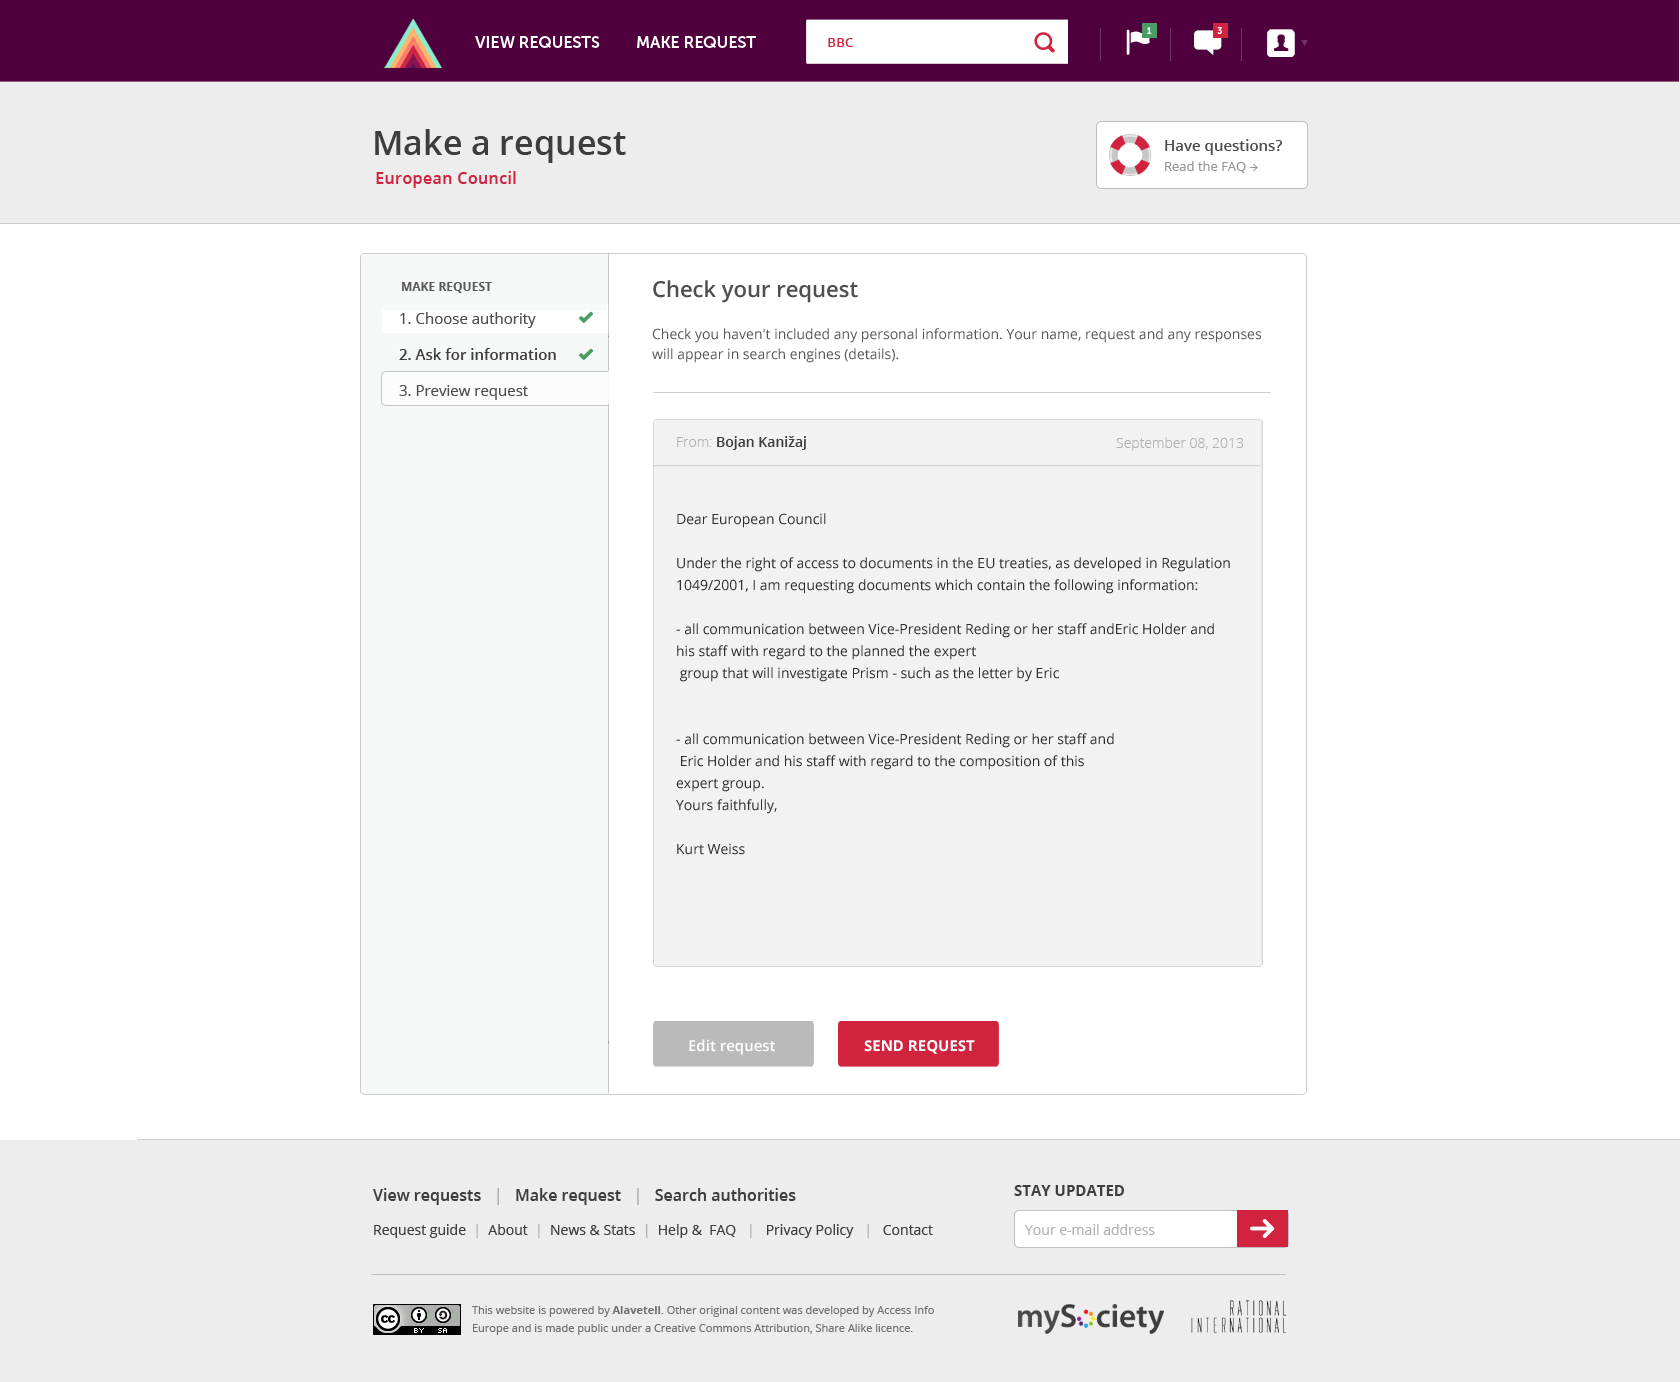 VIEW REQUESTS
MAKE REQUEST
BBC
1
3
Make a request
European Council
Have questions?
Read the FAQ →
MAKE REQUEST
1. Choose authority
2. Ask for information
3. Preview request
Check your request
Check you haven't included any personal information. Your name, request and any responses
will appear in search engines (details).
From: Bojan Kanižaj
September 08, 2013
Dear European Council
Under the right of access to documents in the EU treaties, as developed in Regulation
1049/2001, I am requesting documents which contain the following information:
- all communication between Vice-President Reding or her staff andEric Holder and
his staff with regard to the planned the expert
group that will investigate Prism - such as the letter by Eric
- all communication between Vice-President Reding or her staff and
Eric Holder and his staff with regard to the composition of this
expert group.
Yours faithfully,
Kurt Weiss
Edit request
SEND REQUEST
View requests | Make request | Search authorities
Request guide | About | News & Stats | Help & FAQ | Privacy Policy | Contact
STAY UPDATED
Your e-mail address
cc BY SA
This website is powered by Alavetell. Other original content was developed by Access Info
Europe and is made public under a Creative Commons Attribution, Share Alike licence.
mySociety
RATIONAL
INTERNATIONAL